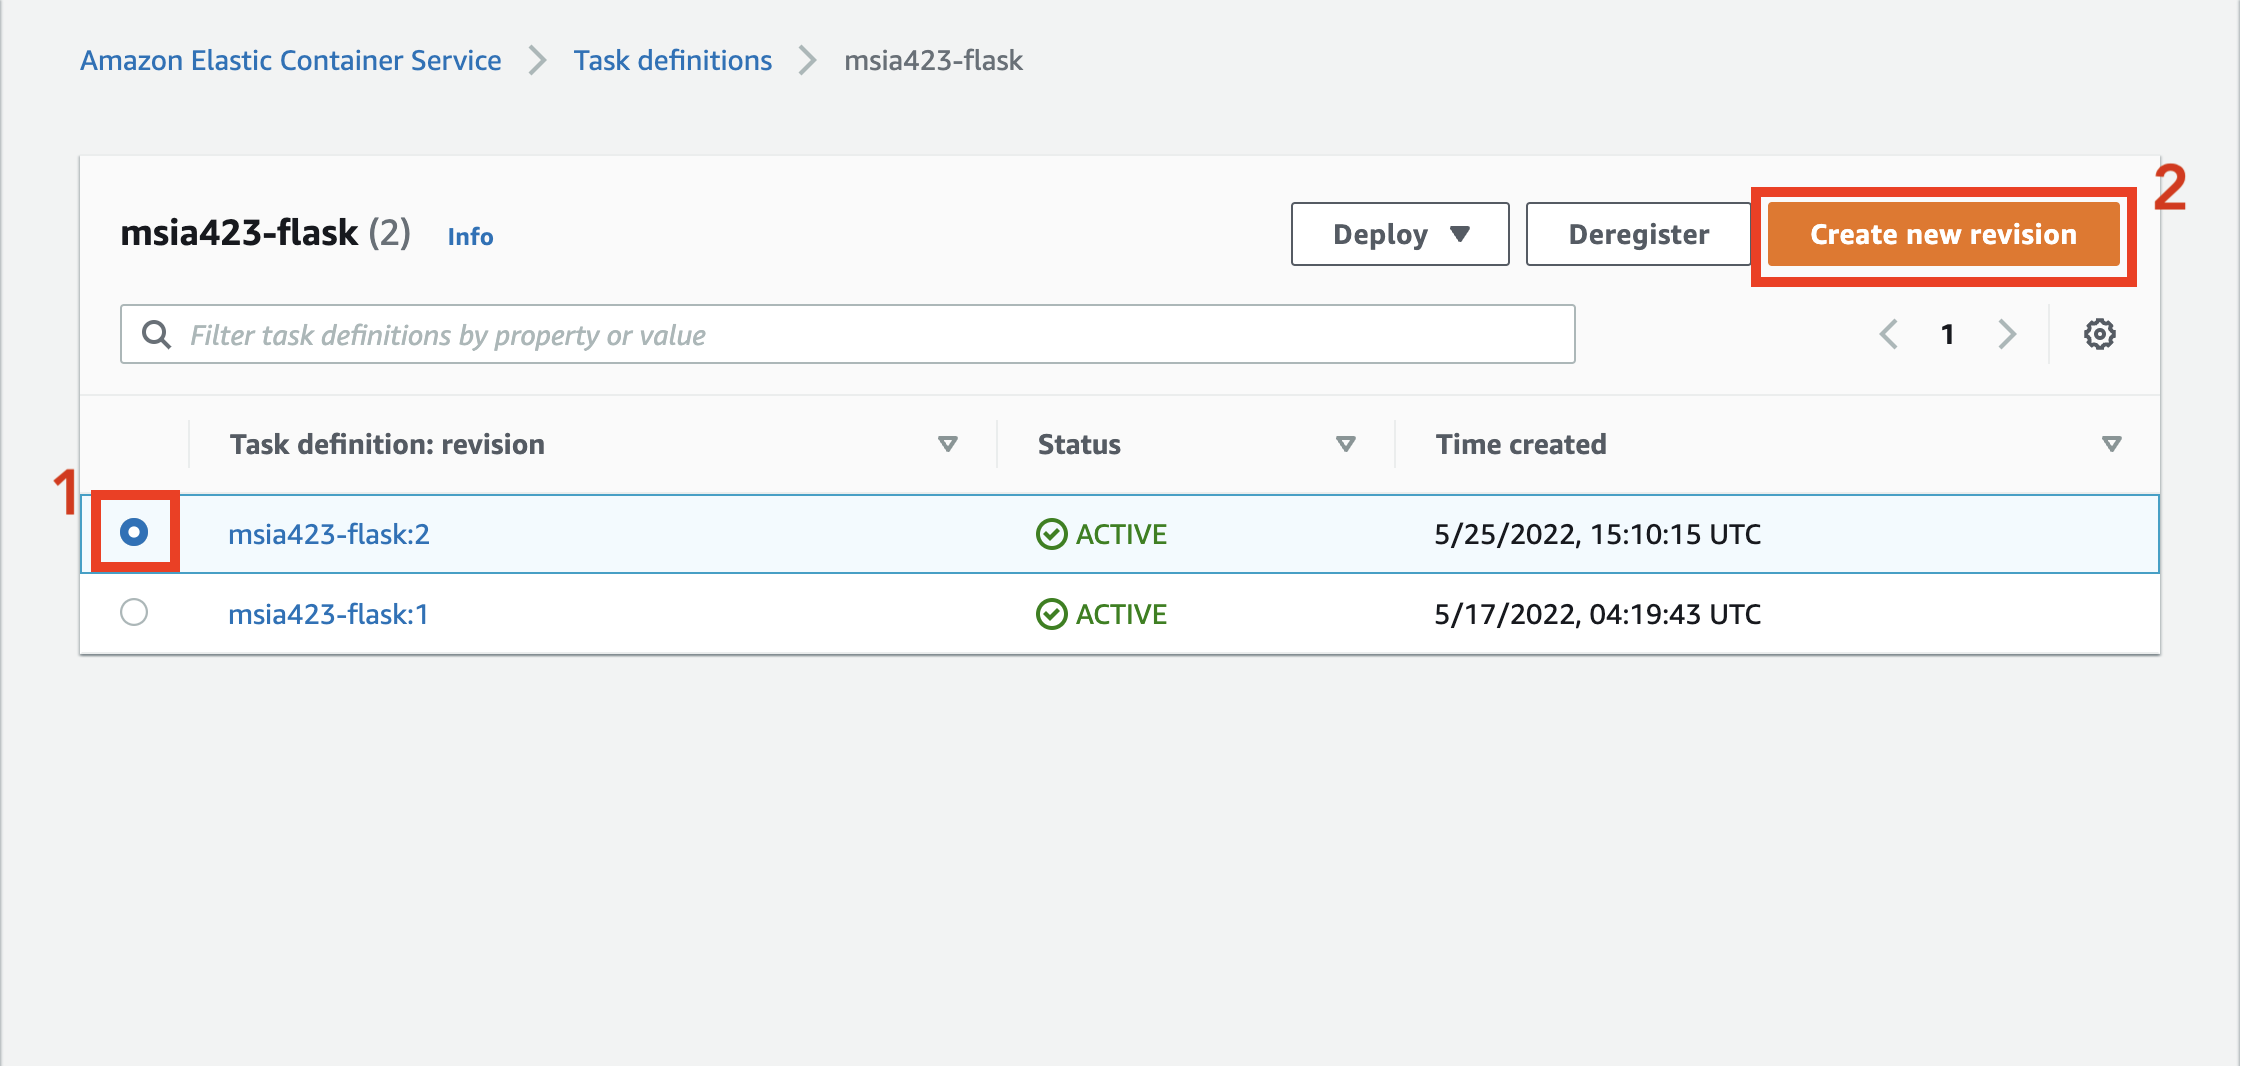 Amazon Elastic Container Service > Task definitions > msia423-flask
2
msia423-flask (2) Info Deploy Deregister Create new revision
Filter task definitions by property or value 1
Task definition: revision Status Time created
1
msia423-flask:2 ACTIVE 5/25/2022, 15:10:15 UTC
msia423-flask:1 ACTIVE 5/17/2022, 04:19:43 UTC